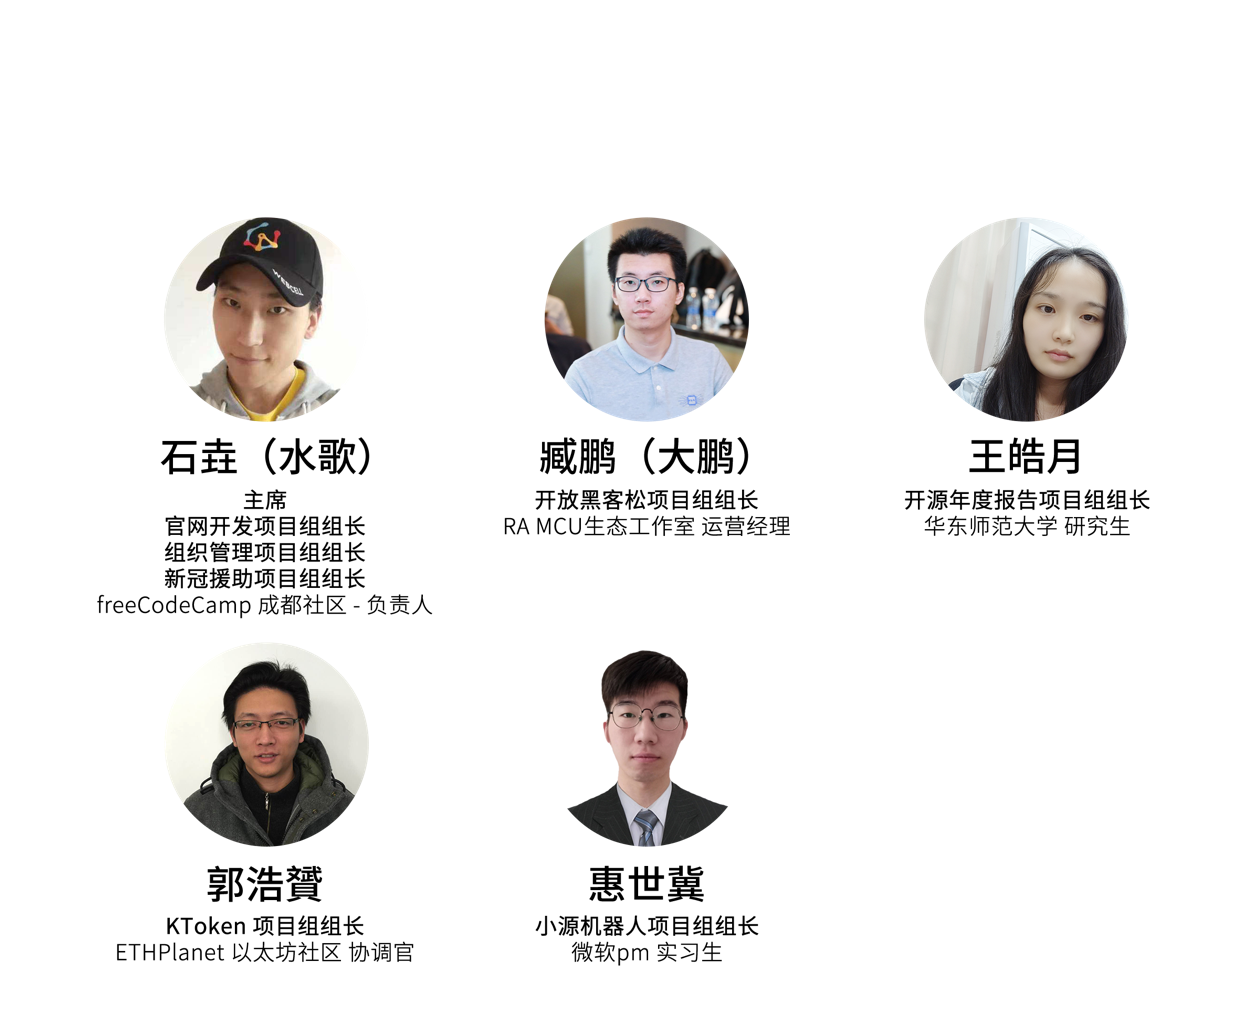 WEBCELL
石垚（水歌）
主席
官网开发项目组组长
组织管理项目组组长
新冠援助项目组组长
freeCodeCamp 成都社区 - 负责人
臧鹏（大鹏）
开放黑客松项目组组长
RA MCU生态工作室 运营经理
王皓月
开源年度报告项目组组长
华东师范大学 研究生
郭浩赟
KToken 项目组组长
ETHPlanet 以太坊社区 协调官
惠世冀
小源机器人项目组组长
微软pm 实习生